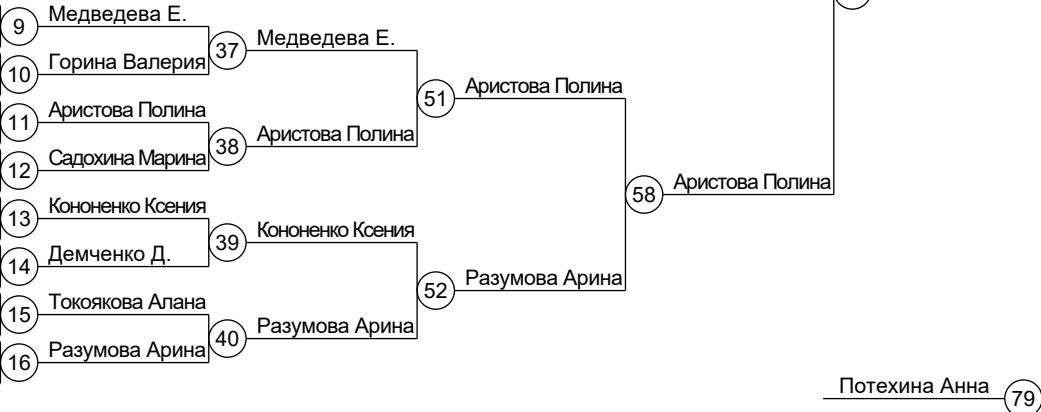 9 Медведева Е.
37 Медведева Е.
10 Горина Валерия
51 Аристова Полина
11 Аристова Полина
38 Аристова Полина
12 Садохина Марина
58 Аристова Полина
13 Кононенко Ксения
39 Кононенко Ксения
14 Демченко Д.
52 Разумова Арина
15 Токоякова Алана
40 Разумова Арина
16 Разумова Арина
Потехина Анна 79